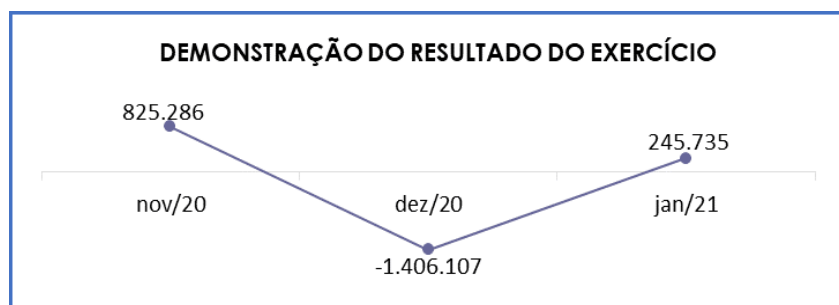 DEMONSTRAÇÃO DO RESULTADO DO EXERCÍCIO
825.286
245.735
nov/20 dez/20 jan/21
-1.406.107